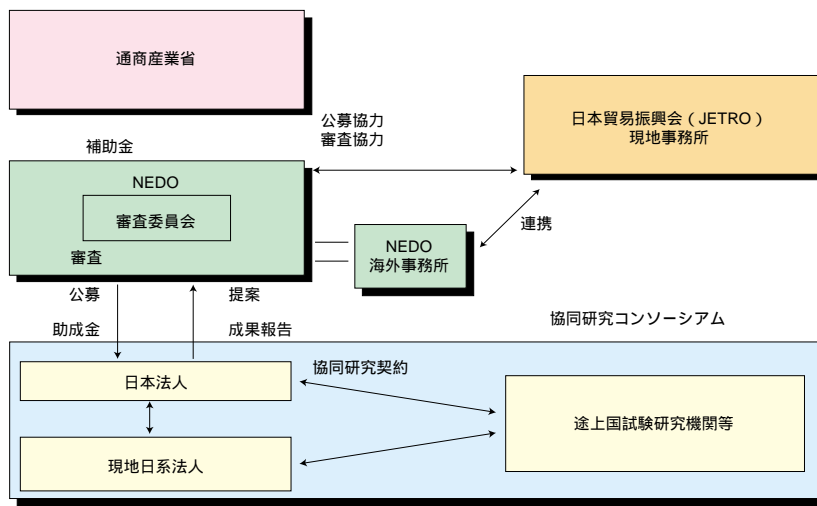 通商産業省
公募協力
審査協力
日本貿易振興会（JETRO）
現地事務所
補助金
NEDO
審査委員会
審査
NEDO
海外事務所
連携
公募
提案
助成金
成果報告
協同研究コンソーシアム
日本法人
協同研究契約
途上国試験研究機関等
現地日系法人